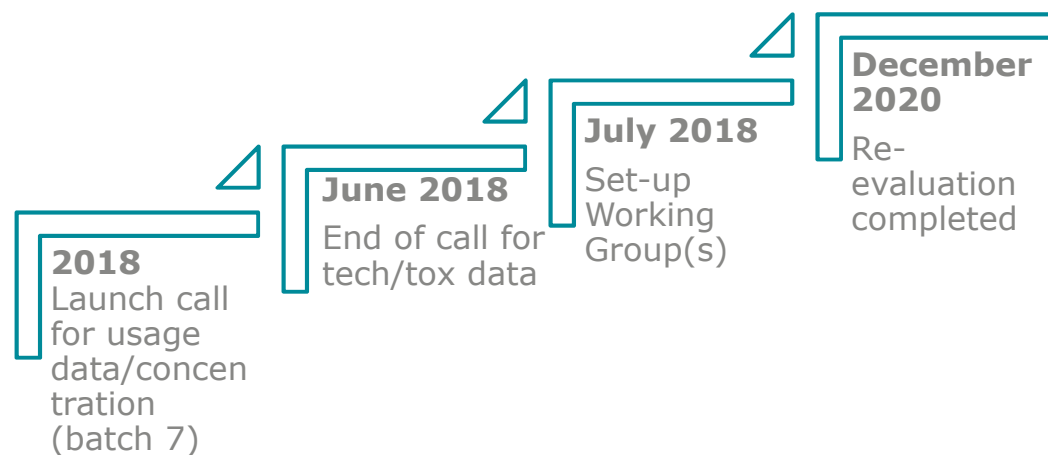 2018
Launch call
for usage
data/concen
tration
(batch 7)
June 2018
End of call for
tech/tox data
July 2018
Set-up
Working
Group(s)
December
2020
Re-
evaluation
completed